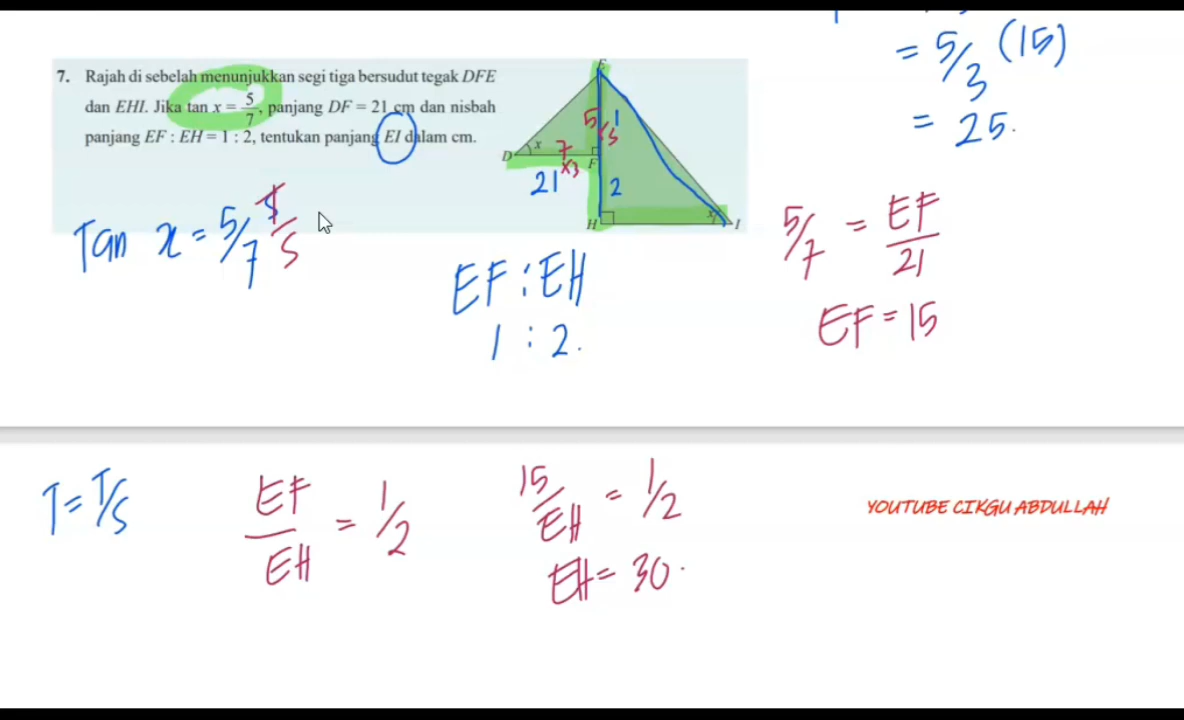 = 5/3 (15)
= 25.
7. Rajah di sebelah menunjukkan segi tiga bersudut tegak DFE
dan EHI. Jika tan x = 5/7, panjang DF = 21 cm dan nisbah
panjang EF : EH = 1 : 2, tentukan panjang EI dalam cm.
E
5 1
x3
D x 7 F
x3
21 2
H x I
Tan x = 5/7 T/S
EF : EH
1 : 2.
5/7 = EF/21
EF = 15
T = T/S
EF/EH = 1/2
15/EH = 1/2
EH = 30.
YOUTUBE CIKGU ABDULLAH